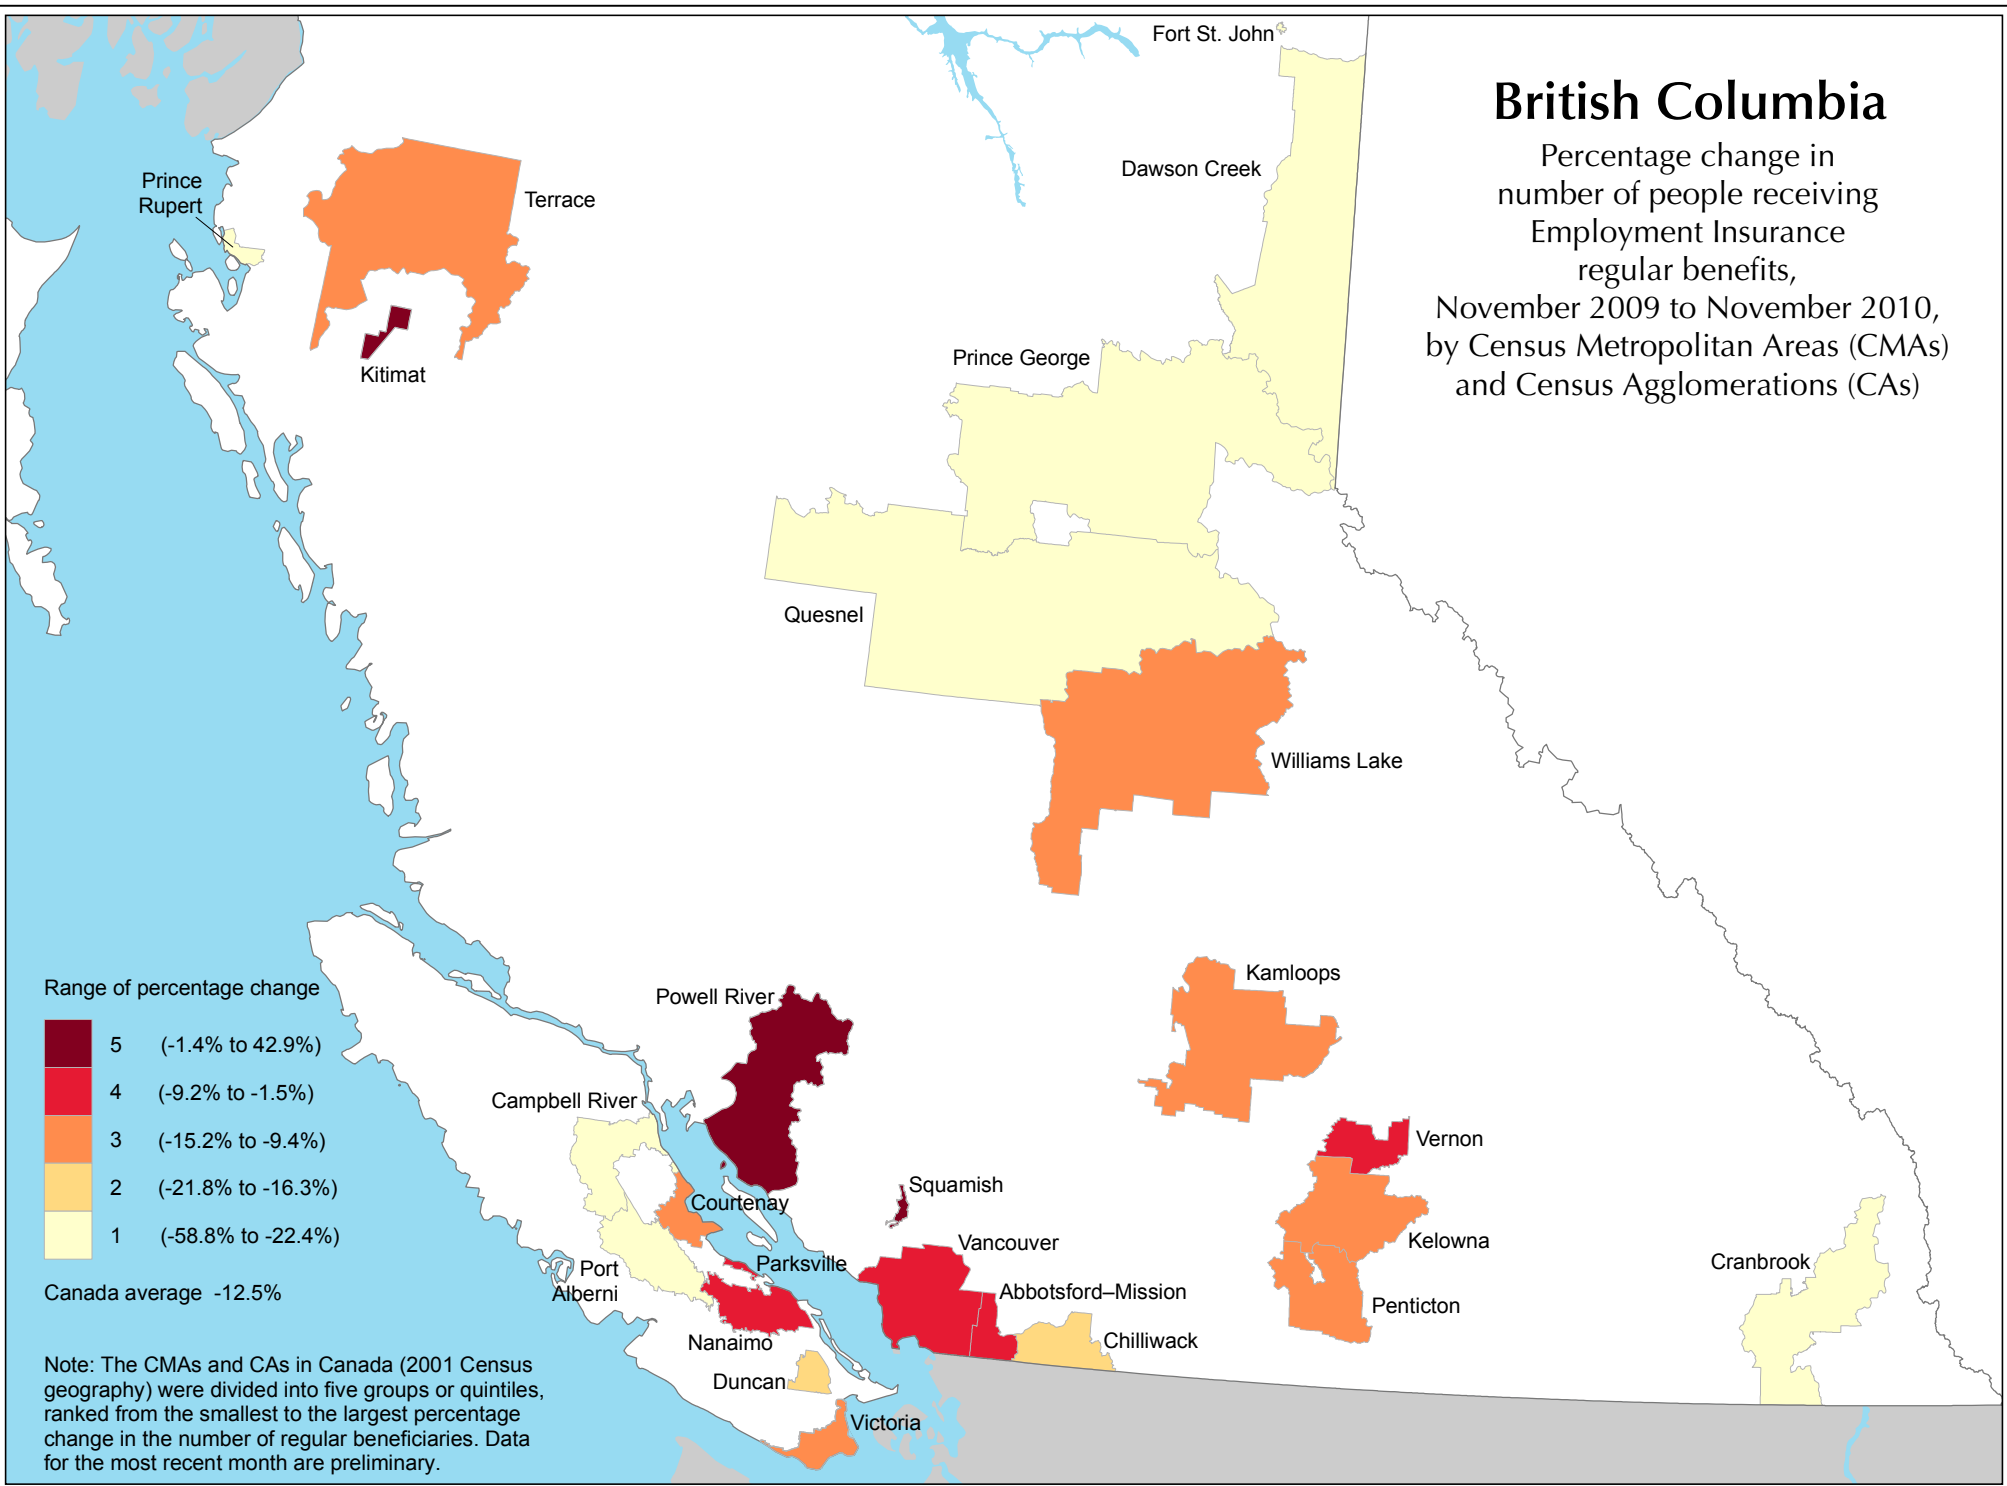 British Columbia
Percentage change in
number of people receiving
Employment Insurance
regular benefits,
November 2009 to November 2010,
by Census Metropolitan Areas (CMAs)
and Census Agglomerations (CAs)
Fort St. John
Dawson Creek
Prince
Rupert
Terrace
Kitimat
Prince George
Quesnel
Williams Lake
Kamloops
Powell River
Campbell River
Vernon
Squamish
Courtenay
Vancouver
Kelowna
Parksville
Cranbrook
Port
Alberni
Abbotsford–Mission
Penticton
Nanaimo
Chilliwack
Duncan
Victoria
Range of percentage change
5 (-1.4% to 42.9%)
4 (-9.2% to -1.5%)
3 (-15.2% to -9.4%)
2 (-21.8% to -16.3%)
1 (-58.8% to -22.4%)
Canada average -12.5%
Note: The CMAs and CAs in Canada (2001 Census
geography) were divided into five groups or quintiles,
ranked from the smallest to the largest percentage
change in the number of regular beneficiaries. Data
for the most recent month are preliminary.